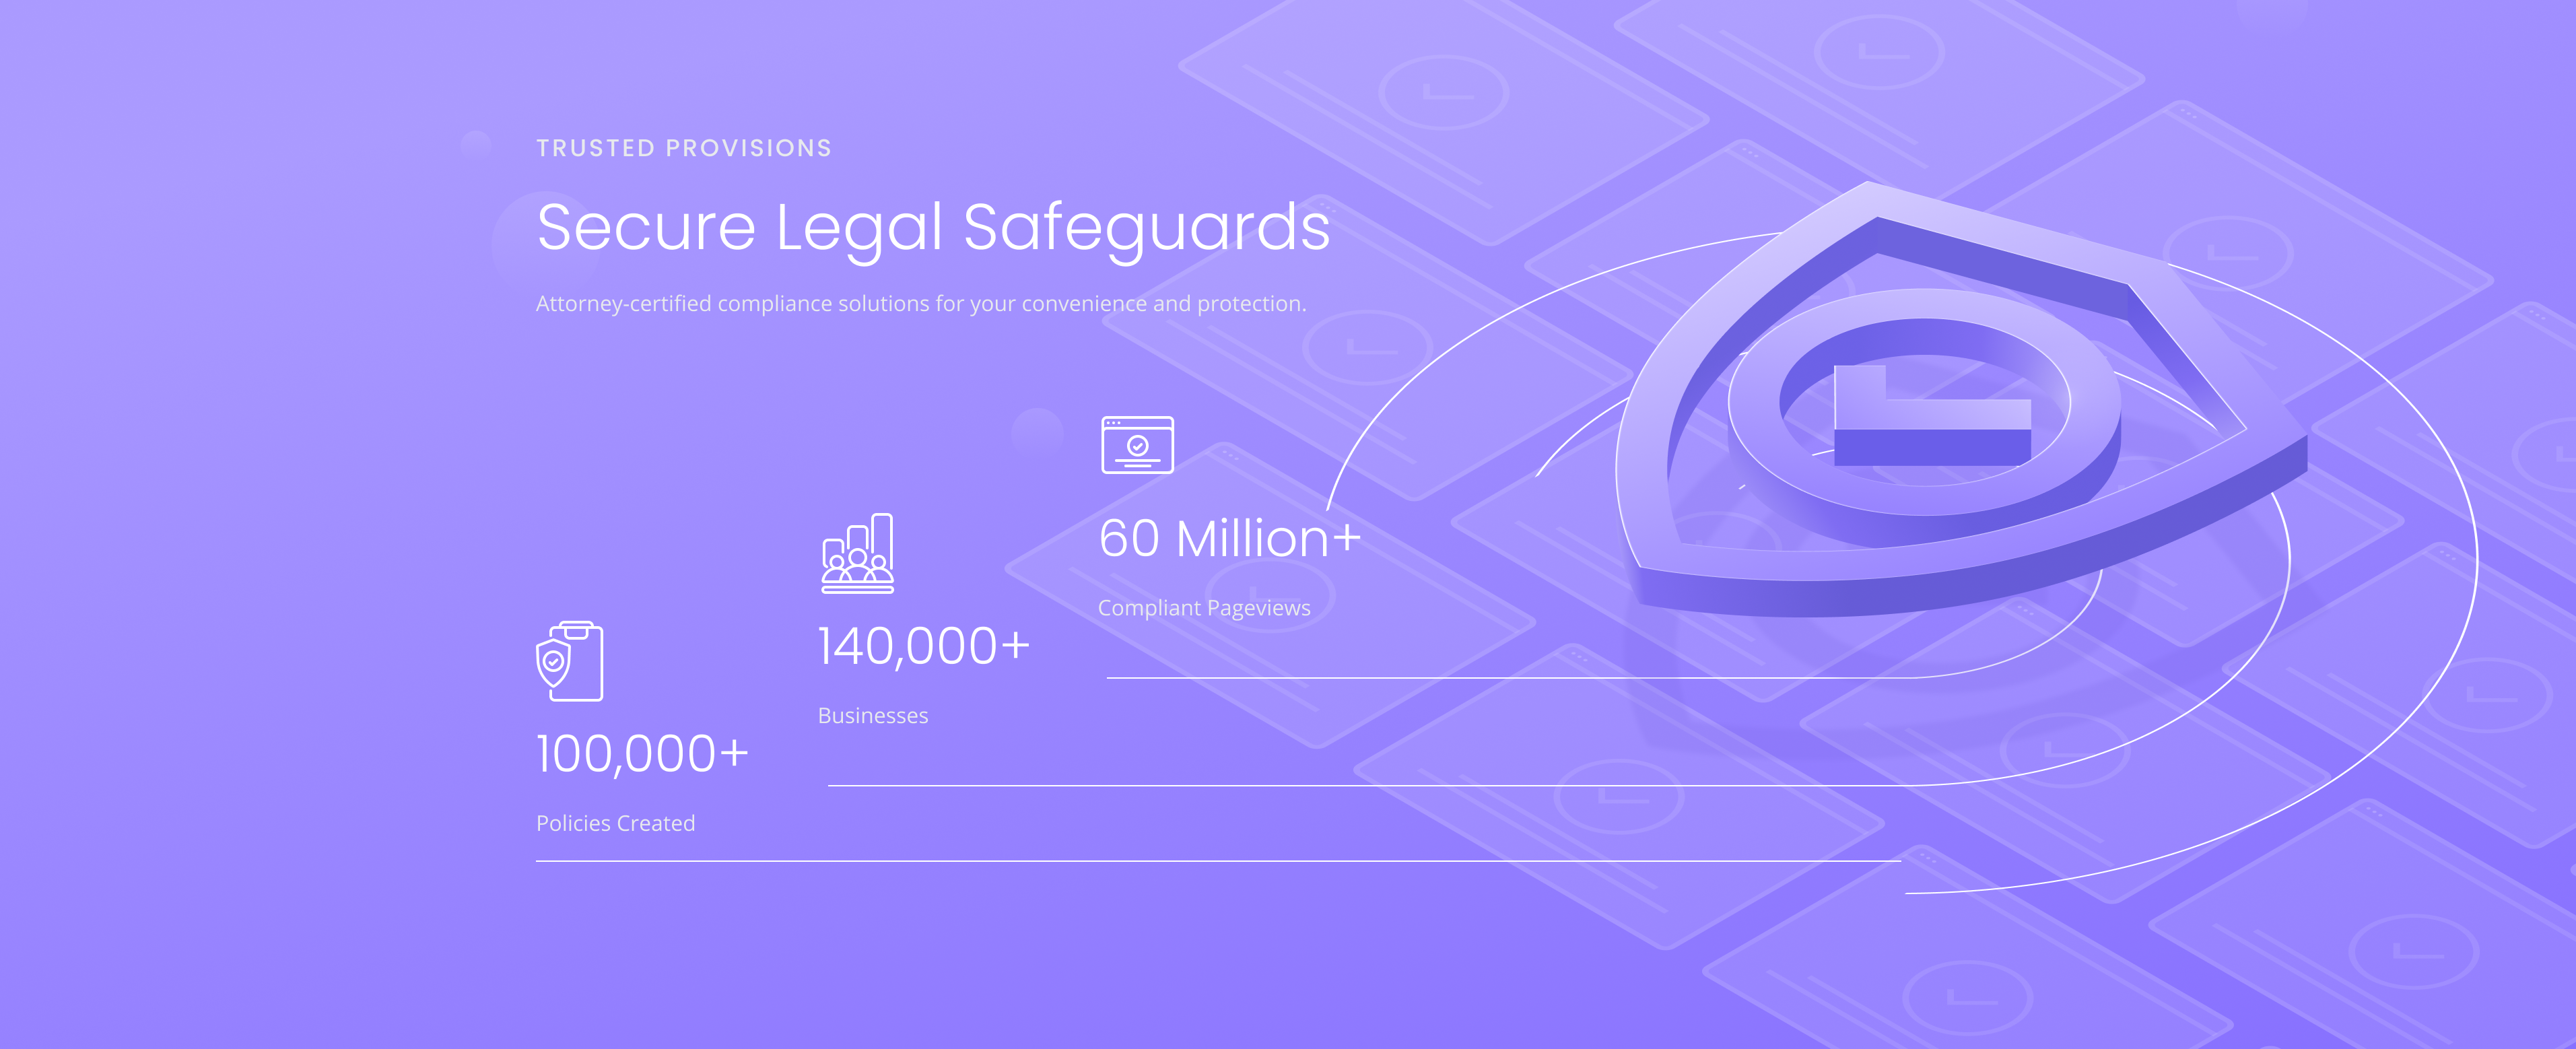 TRUSTED PROVISIONS
Secure Legal Safeguards
Attorney-certified compliance solutions for your convenience and protection.
60 Million+
Compliant Pageviews
140,000+
Businesses
100,000+
Policies Created